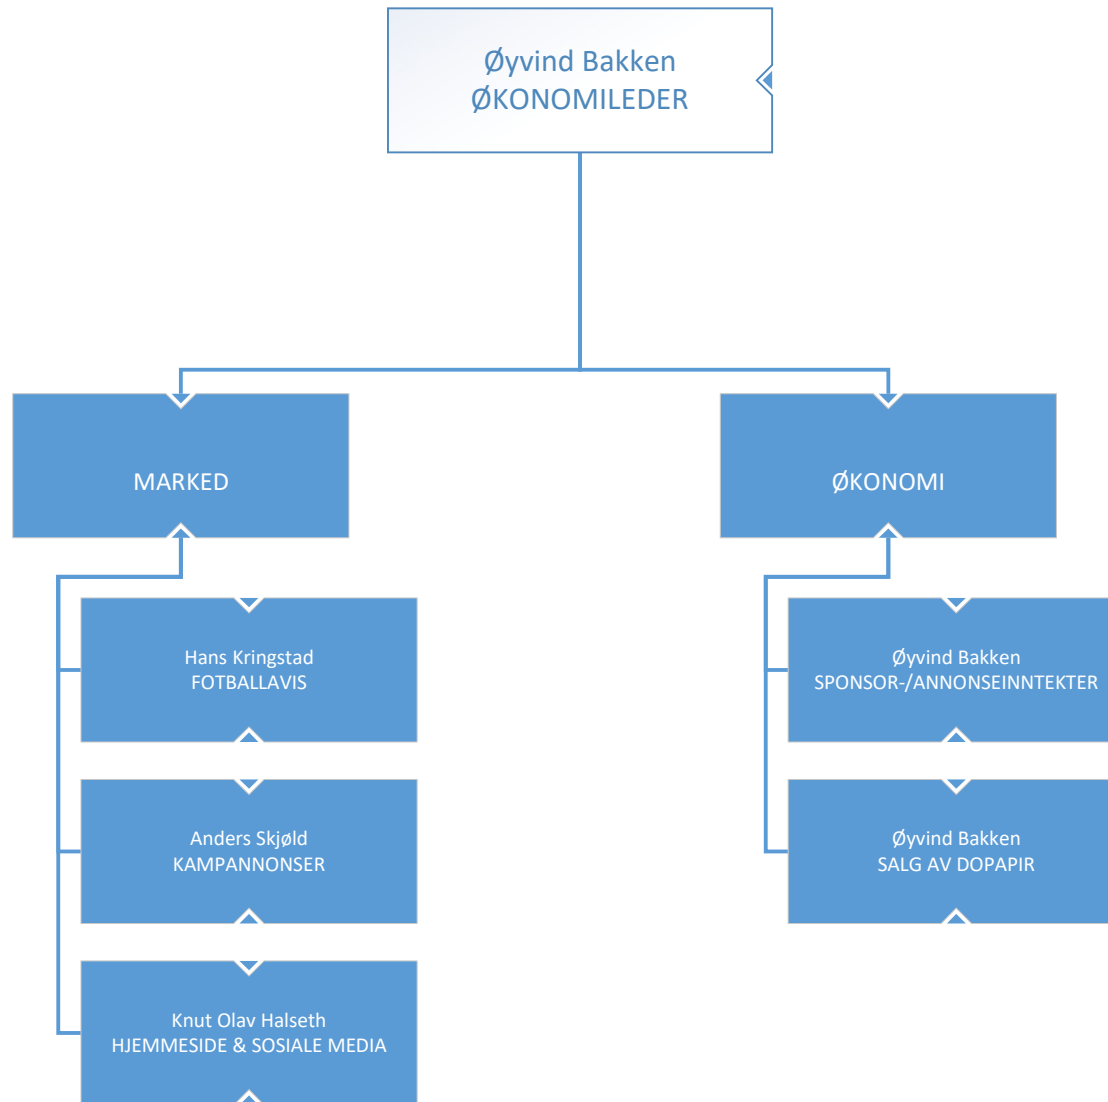 Øyvind Bakken
ØKONOMILEDER
MARKED
ØKONOMI
Hans Kringstad
FOTBALLAVIS
Øyvind Bakken
SPONSOR-/ANNONSEINNTEKTER
Anders Skjøld
KAMPANNONSER
Øyvind Bakken
SALG AV DOPAPIR
Knut Olav Halseth
HJEMMESIDE & SOSIALE MEDIA